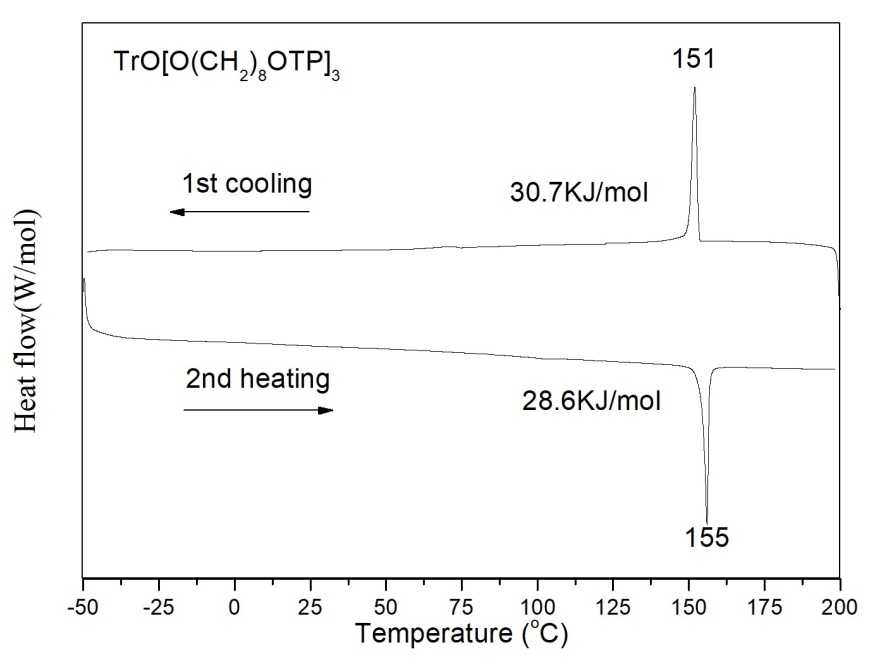 TrO[O(CH2)8OTP]3
151
1st cooling
30.7KJ/mol
Heat flow(W/mol)
2nd heating
28.6KJ/mol
155
-50 -25 0 25 50 75 100 125 150 175 200
Temperature (oC)